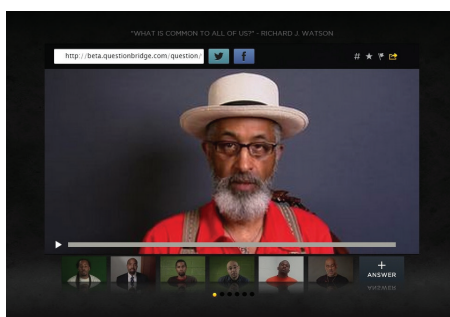 "WHAT IS COMMON TO ALL OF US?" - RICHARD J. WATSON
http://beta.questionbridge.com/question/
+
ANSWER